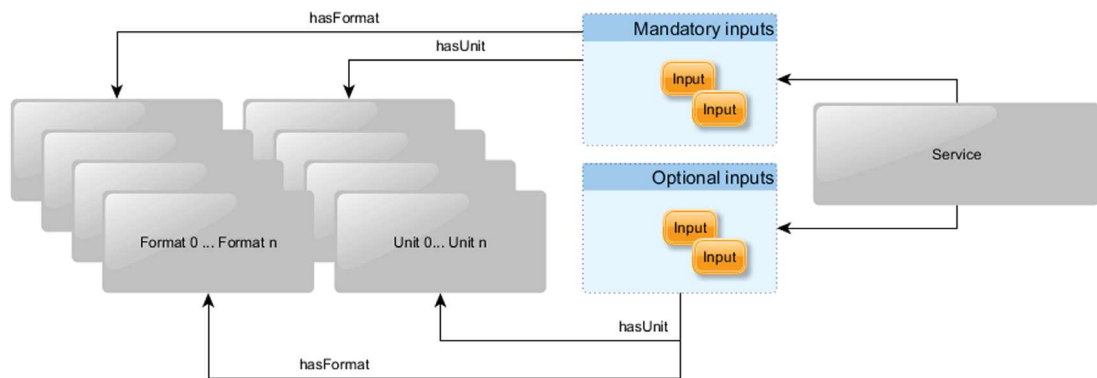 hasFormat
Mandatory inputs
hasUnit
Input
Input
Service
Optional inputs
Format 0 ... Format n
Unit 0... Unit n
Input
Input
hasUnit
hasFormat